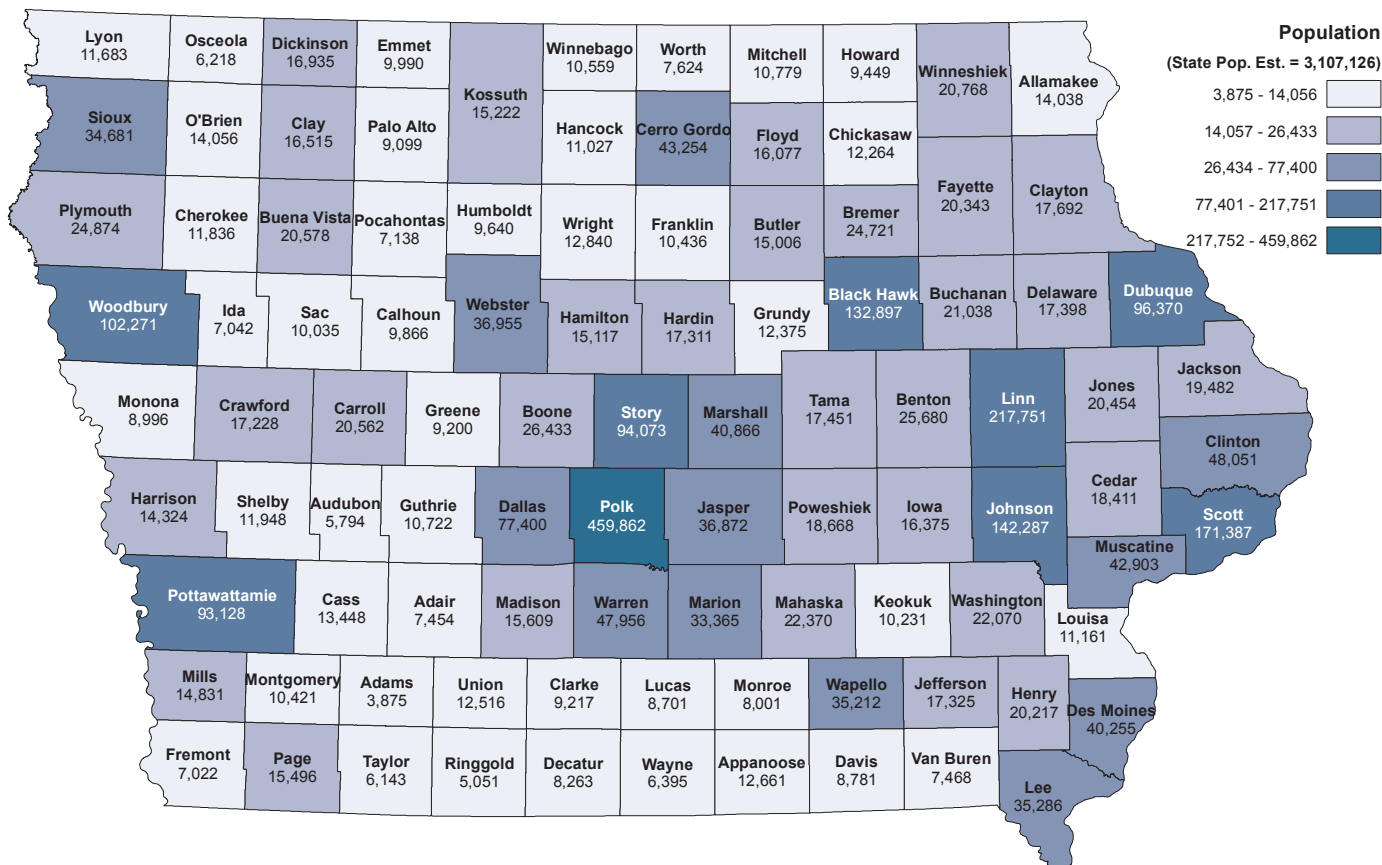 Population
(State Pop. Est. = 3,107,126)
3,875 - 14,056
14,057 - 26,433
26,434 - 77,400
77,401 - 217,751
217,752 - 459,862
Lyon
11,683
Osceola
6,218
Dickinson
16,935
Emmet
9,990
Kossuth
15,222
Winnebago
10,559
Worth
7,624
Mitchell
10,779
Howard
9,449
Winneshiek
20,768
Allamakee
14,038
Sioux
34,681
O'Brien
14,056
Clay
16,515
Palo Alto
9,099
Hancock
11,027
Cerro Gordo
43,254
Floyd
16,077
Chickasaw
12,264
Plymouth
24,874
Cherokee
11,836
Buena Vista
20,578
Pocahontas
7,138
Humboldt
9,640
Wright
12,840
Franklin
10,436
Butler
15,006
Bremer
24,721
Fayette
20,343
Clayton
17,692
Woodbury
102,271
Ida
7,042
Sac
10,035
Calhoun
9,866
Webster
36,955
Hamilton
15,117
Hardin
17,311
Grundy
12,375
Black Hawk
132,897
Buchanan
21,038
Delaware
17,398
Dubuque
96,370
Monona
8,996
Crawford
17,228
Carroll
20,562
Greene
9,200
Boone
26,433
Story
94,073
Marshall
40,866
Tama
17,451
Benton
25,680
Linn
217,751
Jones
20,454
Jackson
19,482
Clinton
48,051
Harrison
14,324
Shelby
11,948
Audubon
5,794
Guthrie
10,722
Dallas
77,400
Polk
459,862
Jasper
36,872
Poweshiek
18,668
Iowa
16,375
Johnson
142,287
Cedar
18,411
Scott
171,387
Muscatine
42,903
Pottawattamie
93,128
Cass
13,448
Adair
7,454
Madison
15,609
Warren
47,956
Marion
33,365
Mahaska
22,370
Keokuk
10,231
Washington
22,070
Louisa
11,161
Mills
14,831
Montgomery
10,421
Adams
3,875
Union
12,516
Clarke
9,217
Lucas
8,701
Monroe
8,001
Wapello
35,212
Jefferson
17,325
Henry
20,217
Des Moines
40,255
Fremont
7,022
Page
15,496
Taylor
6,143
Ringgold
5,051
Decatur
8,263
Wayne
6,395
Appanoose
12,661
Davis
8,781
Van Buren
7,468
Lee
35,286